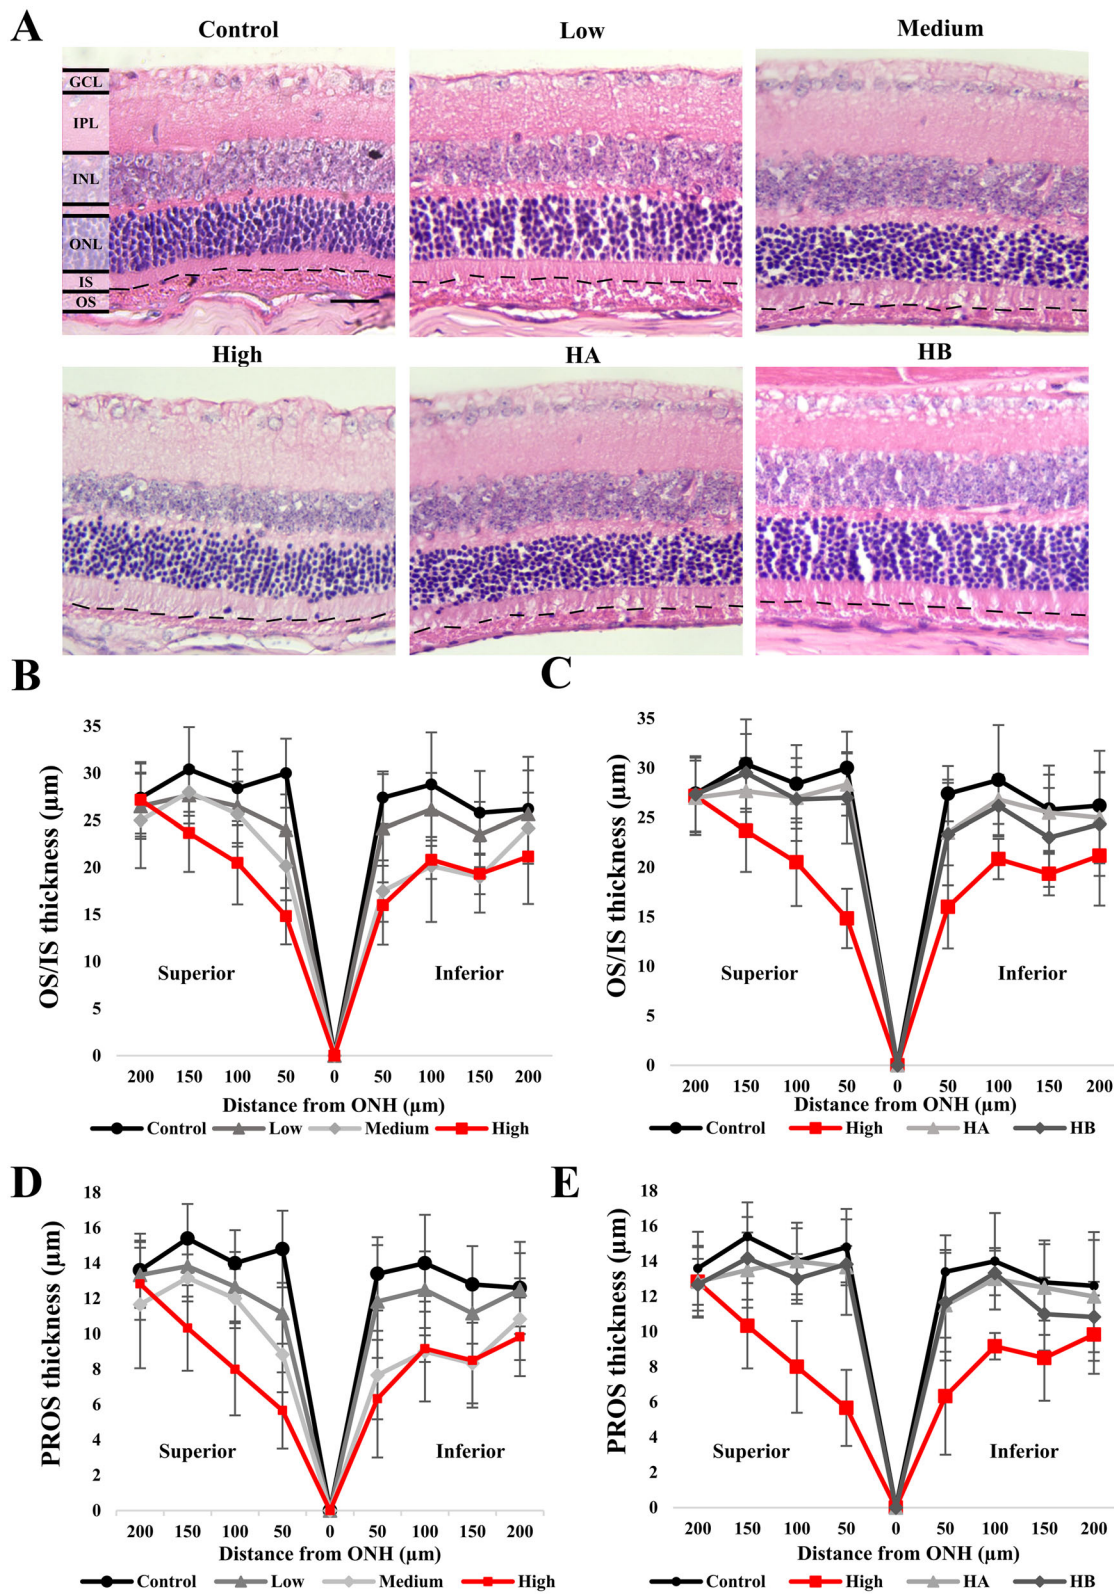 A
Control
Low
Medium
GCL
IPL
INL
ONL
IS
OS
High
HA
HB
B
OS/IS thickness (µm)
35
30
25
20
15
10
5
0
Superior
Inferior
200 150 100 50 0 50 100 150 200
Distance from ONH (µm)
Control Low Medium High
C
OS/IS thickness (µm)
35
30
25
20
15
10
5
0
Superior
Inferior
200 150 100 50 0 50 100 150 200
Distance from ONH (µm)
Control High HA HB
D
PROS thickness (µm)
18
16
14
12
10
8
6
4
2
0
Superior
Inferior
200 150 100 50 0 50 100 150 200
Distance from ONH (µm)
Control Low Medium High
E
PROS thickness (µm)
18
16
14
12
10
8
6
4
2
0
Superior
Inferior
200 150 100 50 0 50 100 150 200
Distance from ONH (µm)
Control High HA HB